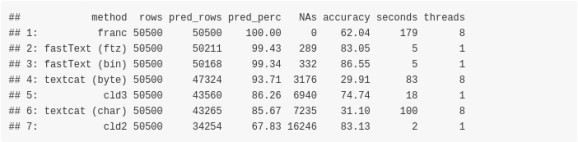 ## method rows pred_rows pred_perc NAs accuracy seconds threads
## 1: franc 50500 50500 100.00 0 62.04 179 8
## 2: fastText (ftz) 50500 50211 99.43 289 83.05 5 1
## 3: fastText (bin) 50500 50168 99.34 332 86.55 5 1
## 4: textcat (byte) 50500 47324 93.71 3176 29.91 83 8
## 5: cld3 50500 43560 86.26 6940 74.74 18 1
## 6: textcat (char) 50500 43265 85.67 7235 31.10 100 8
## 7: cld2 50500 34254 67.83 16246 83.13 2 1